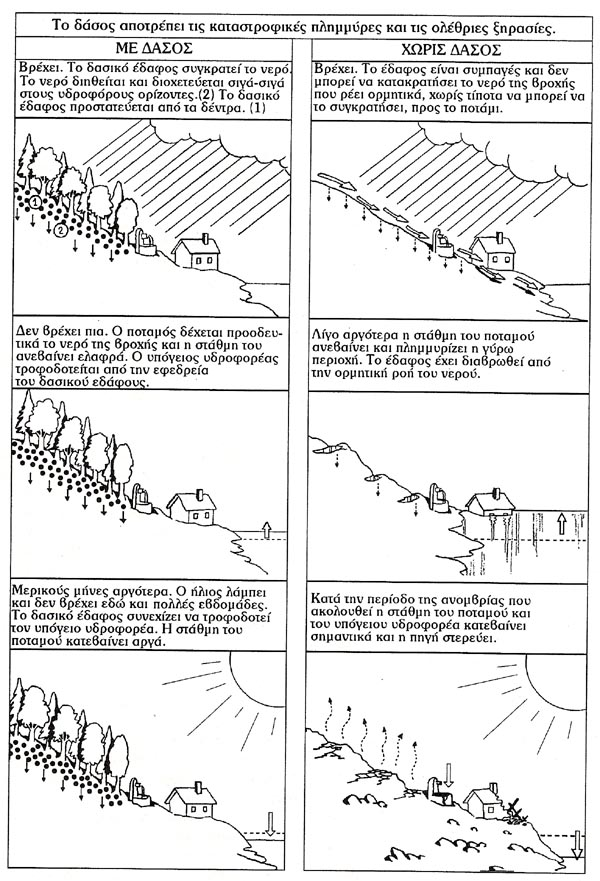 Το δάσος αποτρέπει τις καταστροφικές πλημμύρες και τις ολέθριες ξηρασίες.
ΜΕ ΔΑΣΟΣ
Βρέχει. Το δασικό έδαφος συγκρατεί το νερό.
Το νερό διηθείται και διοχετεύεται σιγά-σιγά
στους υδροφόρους ορίζοντες.(2) Το δασικό
έδαφος προστατεύεται από τα δέντρα. (1)
1
2
Δεν βρέχει πια. Ο ποταμός δέχεται προοδευ-
τικά το νερό της βροχής και η στάθμη του
ανεβαίνει ελαφρά. Ο υπόγειος υδροφορέας
τροφοδοτείται από την εφεδρεία
του δασικού εδάφους.
Μερικούς μήνες αργότερα. Ο ήλιος λάμπει
και δεν βρέχει εδώ και πολλές εβδομάδες.
Το δασικό έδαφος συνεχίζει να τροφοδοτεί
τον υπόγειο υδροφορέα. Η στάθμη του
ποταμού κατεβαίνει αργά.
ΧΩΡΙΣ ΔΑΣΟΣ
Βρέχει. Το έδαφος είναι συμπαγές και δεν
μπορεί να κατακρατήσει το νερό της βροχής
που ρέει ορμητικά, χωρίς τίποτα να μπορεί να
το συγκρατήσει, προς το ποτάμι.
Λίγο αργότερα η στάθμη του ποταμού
ανεβαίνει και πλημμυρίζει η γύρω
περιοχή. Το έδαφος έχει διαβρωθεί από
την ορμητική ροή του νερού.
Κατά την περίοδο της ανομβρίας που
ακολουθεί η στάθμη του ποταμού και
του υπόγειου υδροφορέα κατεβαίνει
σημαντικά και η πηγή στερεύει.